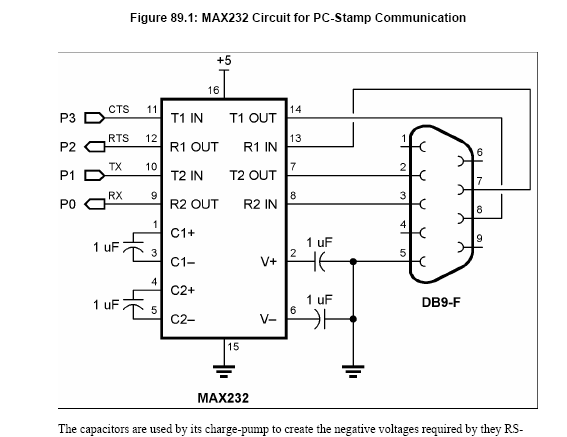 Figure 89.1: MAX232 Circuit for PC-Stamp Communication
+5
16
P3 CTS 11 T1 IN T1 OUT 14
P2 RTS 12 R1 OUT R1 IN 13
P1 TX 10 T2 IN T2 OUT 7
P0 RX 9 R2 OUT R2 IN 8
1 C1+
1 uF
3 C1–
4 C2+
1 uF
5 C2–
V+ 2 1 uF
V– 6 1 uF
15
MAX232
1
2
3
4
5
6
7
8
9
DB9-F
The capacitors are used by its charge-pump to create the negative voltages required by they RS-